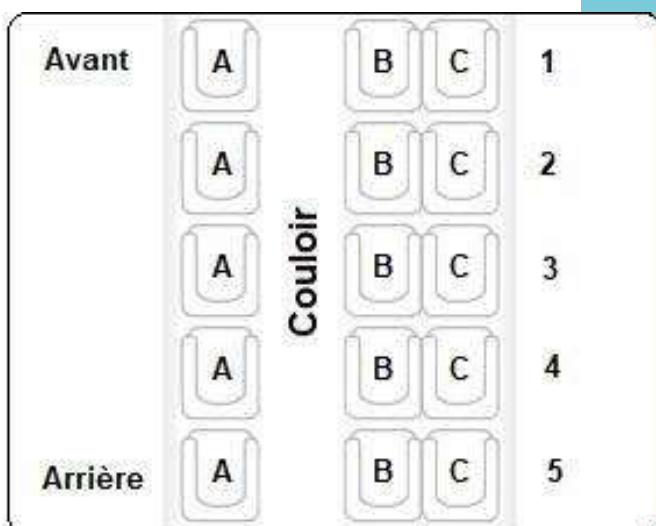 Avant A B C 1
A B C 2
Couloir
A B C 3
A B C 4
Arrière A B C 5